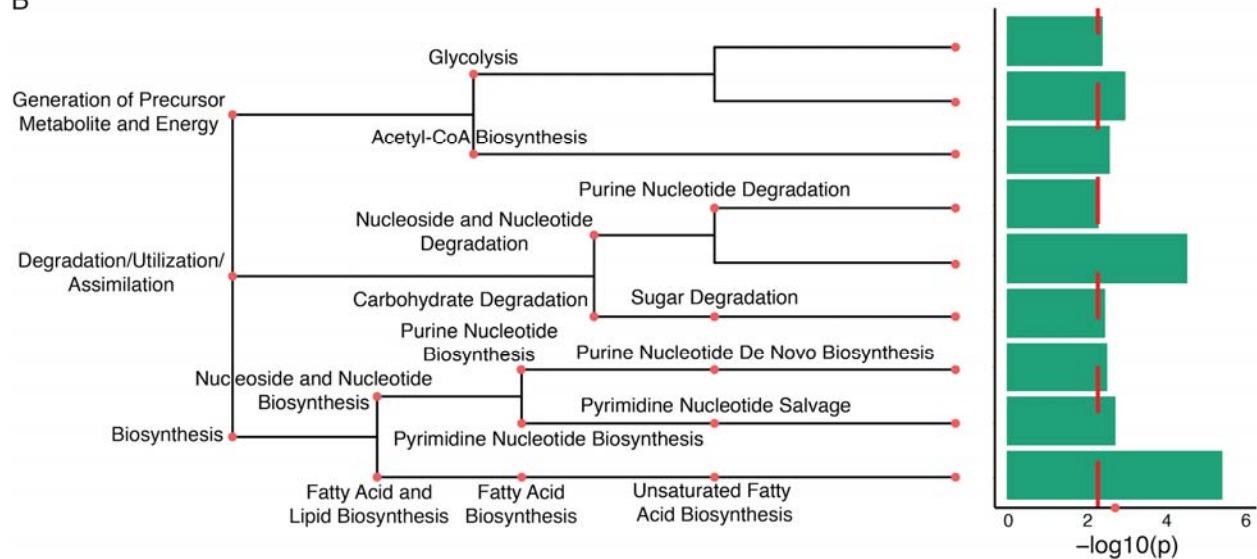 B
Glycolysis
Generation of Precursor
Metabolite and Energy
Acetyl-CoA Biosynthesis
Purine Nucleotide Degradation
Nucleoside and Nucleotide
Degradation
Degradation/Utilization/
Assimilation
Carbohydrate Degradation
Sugar Degradation
Purine Nucleotide
Biosynthesis
Purine Nucleotide De Novo Biosynthesis
Nucleoside and Nucleotide
Biosynthesis
Pyrimidine Nucleotide Salvage
Biosynthesis
Pyrimidine Nucleotide Biosynthesis
Fatty Acid and
Lipid Biosynthesis
Fatty Acid
Biosynthesis
Unsaturated Fatty
Acid Biosynthesis
0 2 4 6
−log10(p)